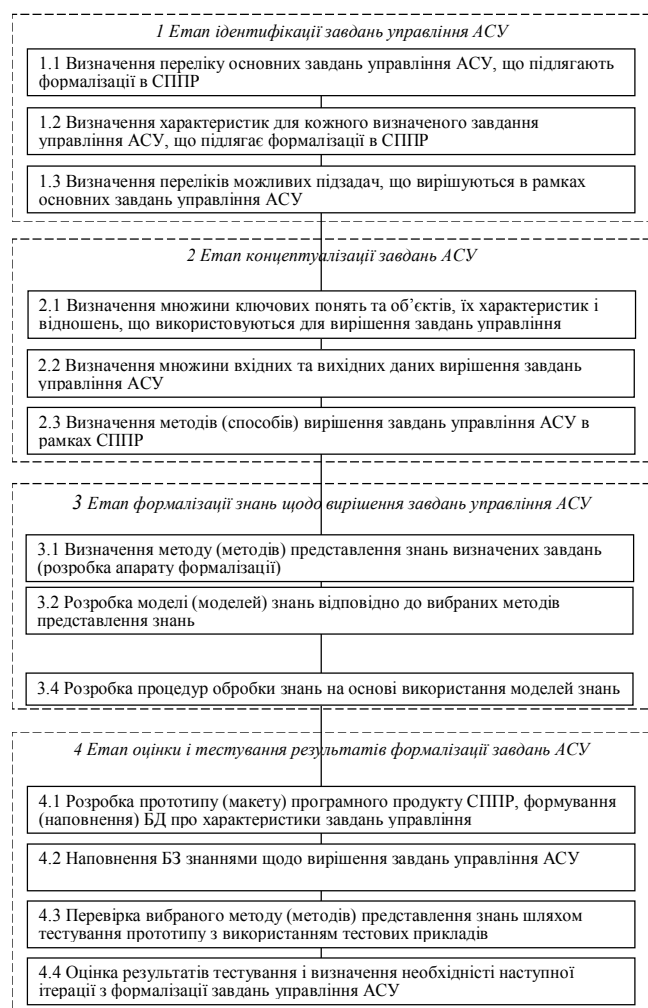 1 Етап ідентифікації завдань управління АСУ
1.1 Визначення переліку основних завдань управління АСУ, що підлягають
формалізації в СППР
1.2 Визначення характеристик для кожного визначеного завдання
управління АСУ, що підлягає формалізації в СППР
1.3 Визначення переліків можливих підзадач, що вирішуються в рамках
основних завдань управління АСУ
2 Етап концептуалізації завдань АСУ
2.1 Визначення множини ключових понять та об’єктів, їх характеристик і
відношень, що використовуються для вирішення завдань управління
2.2 Визначення множини вхідних та вихідних даних вирішення завдань
управління АСУ
2.3 Визначення методів (способів) вирішення завдань управління АСУ в
рамках СППР
3 Етап формалізації знань щодо вирішення завдань управління АСУ
3.1 Визначення методу (методів) представлення знань визначених завдань
(розробка апарату формалізації)
3.2 Розробка моделі (моделей) знань відповідно до вибраних методів
представлення знань
3.4 Розробка процедур обробки знань на основі використання моделей знань
4 Етап оцінки і тестування результатів формалізації завдань АСУ
4.1 Розробка прототипу (макету) програмного продукту СППР, формування
(наповнення) БД про характеристики завдань управління
4.2 Наповнення БЗ знаннями щодо вирішення завдань управління АСУ
4.3 Перевірка вибраного методу (методів) представлення знань шляхом
тестування прототипу з використанням тестових прикладів
4.4 Оцінка результатів тестування і визначення необхідністі наступної
ітерації з формалізації завдань управління АСУ